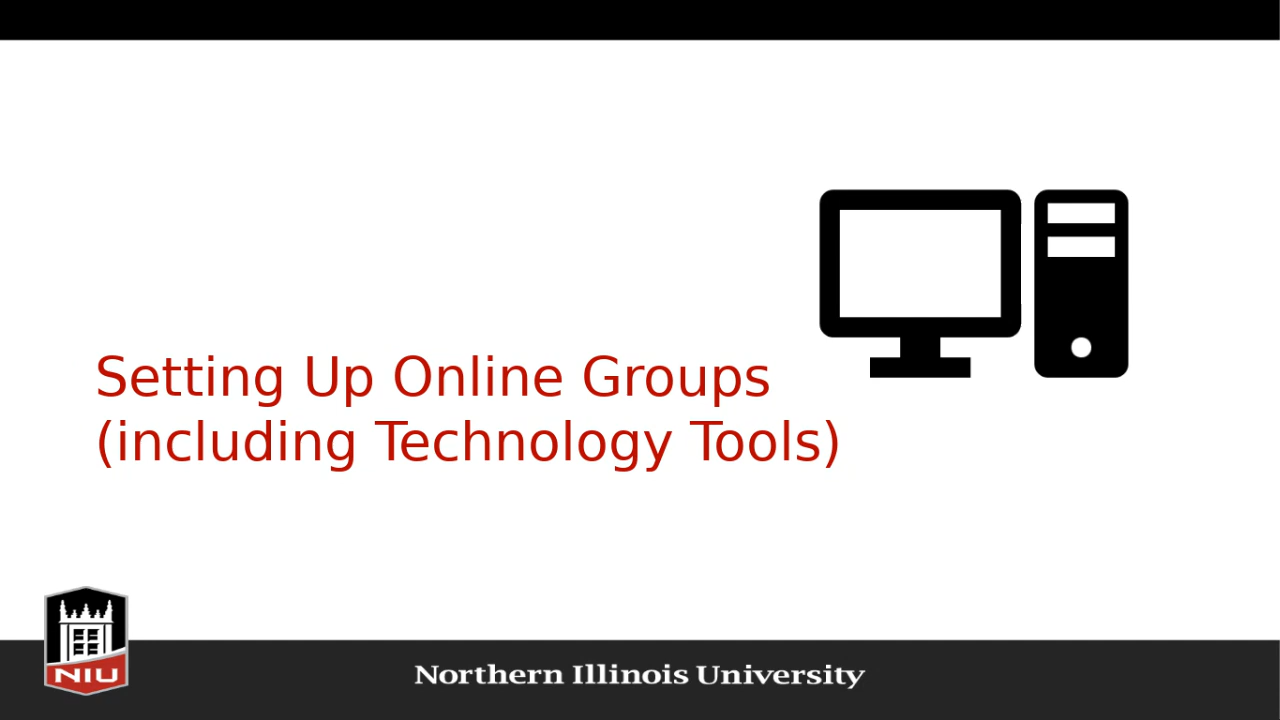 Setting Up Online Groups
(including Technology Tools)
NIU
Northern Illinois University